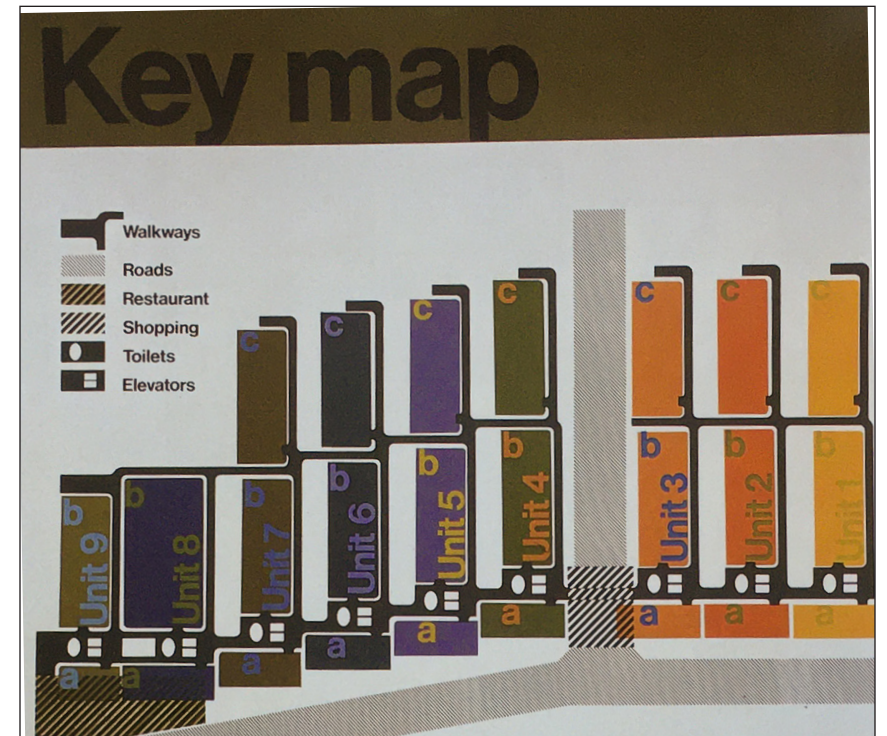 Key map
Walkways
Roads
Restaurant
Shopping
Toilets
Elevators
c
c
c
c
c
c
c
b
Unit 9
b
Unit 8
b
Unit 7
b
Unit 6
b
Unit 5
b
Unit 4
b
Unit 3
b
Unit 2
b
Unit 1
a
a
a
a
a
a
a
a
a